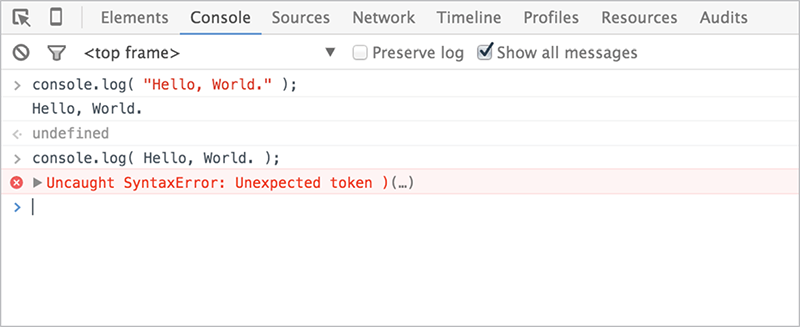 Elements Console Sources Network Timeline Profiles Resources Audits
<top frame> ▼ Preserve log Show all messages
> console.log( "Hello, World." );
Hello, World.
<· undefined
> console.log( Hello, World. );
▶ Uncaught SyntaxError: Unexpected token )(…)
>